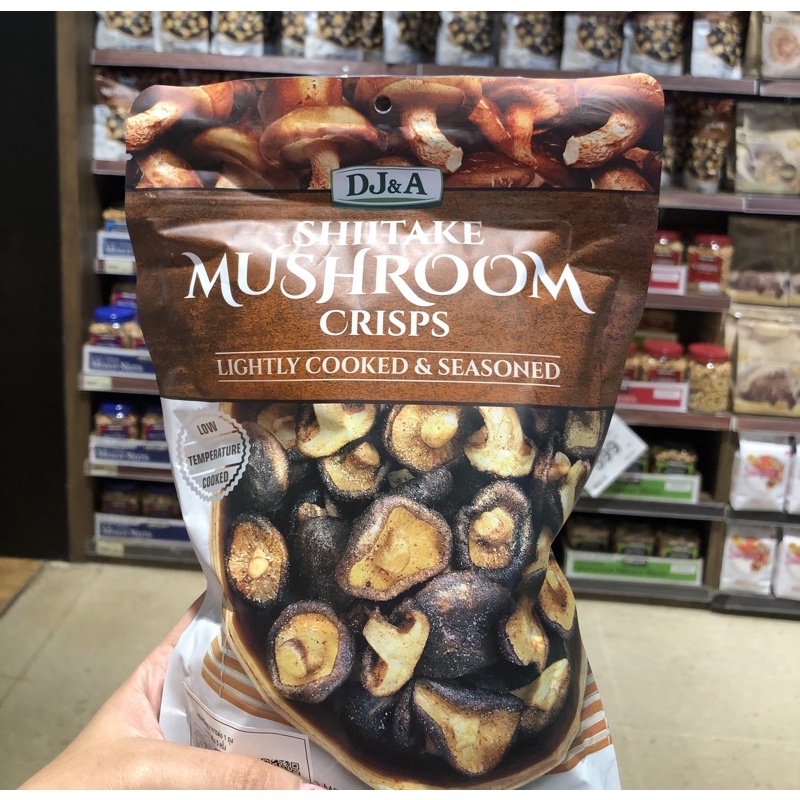 DJ&A
SHIITAKE
MUSHROOM
CRISPS
LIGHTLY COOKED & SEASONED
LOW
TEMPERATURE
COOKED